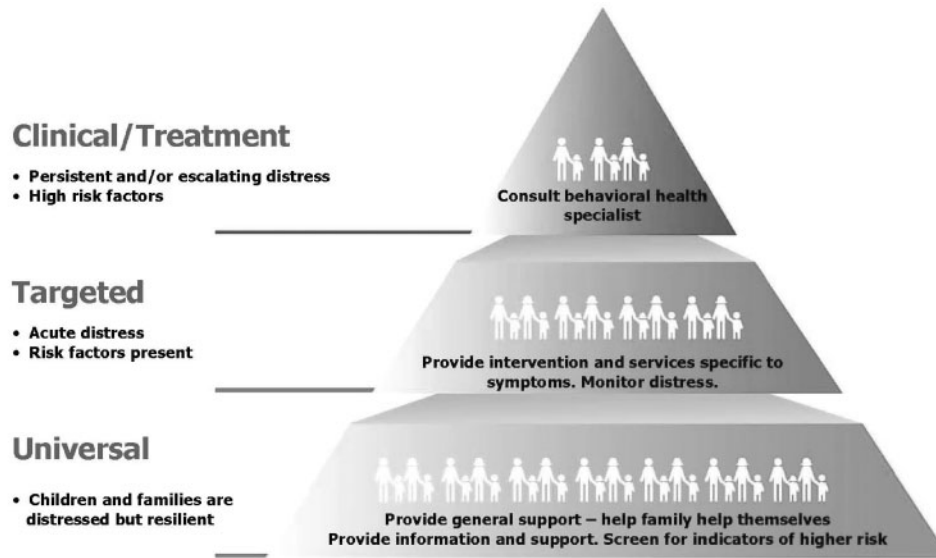 Clinical/Treatment
• Persistent and/or escalating distress
• High risk factors
Consult behavioral health
specialist
Targeted
• Acute distress
• Risk factors present
Provide intervention and services specific to
symptoms. Monitor distress.
Universal
• Children and families are
distressed but resilient
Provide general support – help family help themselves
Provide information and support. Screen for indicators of higher risk